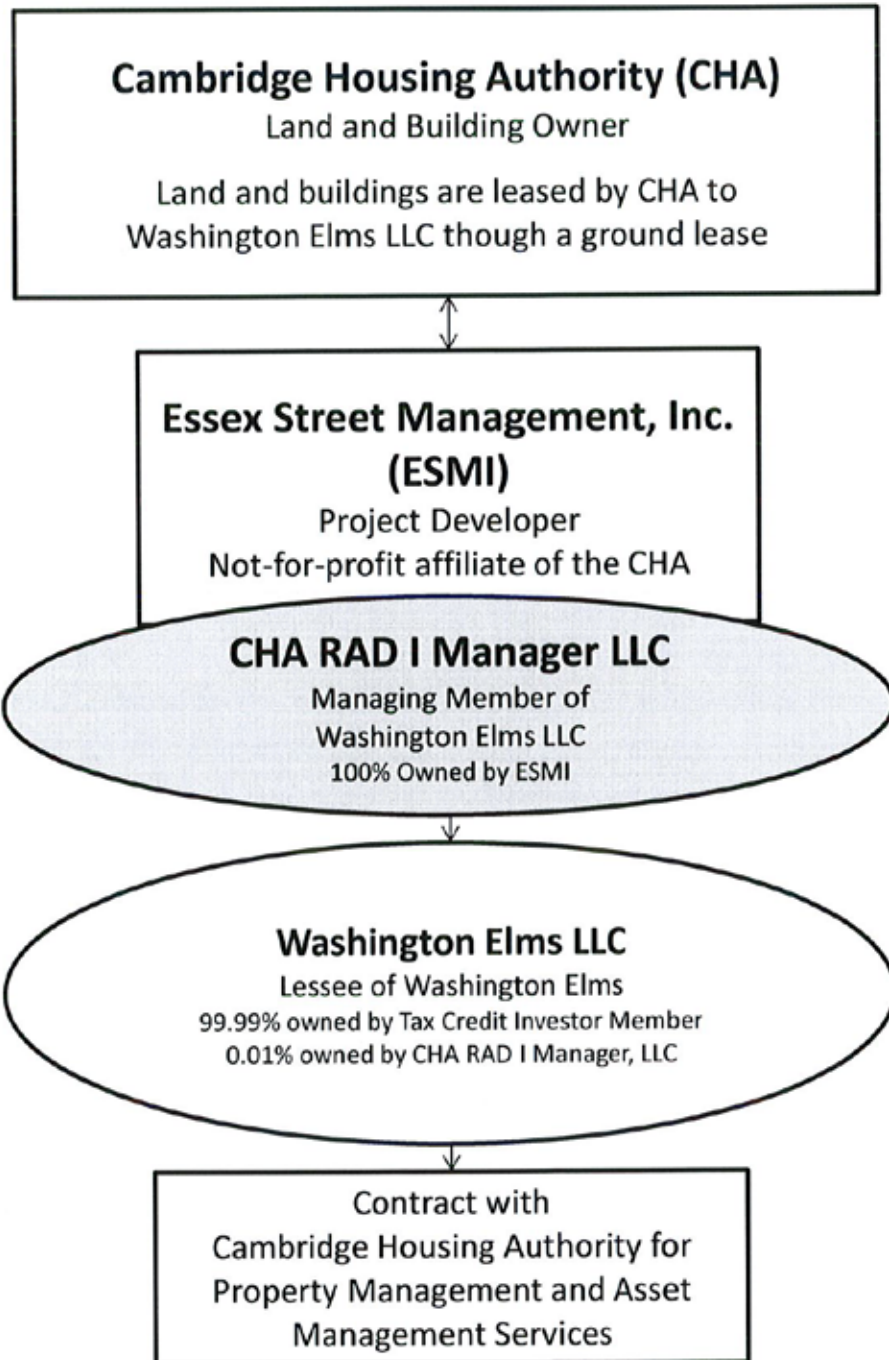 Cambridge Housing Authority (CHA)
Land and Building Owner
Land and buildings are leased by CHA to
Washington Elms LLC though a ground lease
Essex Street Management, Inc.
(ESMI)
Project Developer
Not-for-profit affiliate of the CHA
CHA RAD I Manager LLC
Managing Member of
Washington Elms LLC
100% Owned by ESMI
Washington Elms LLC
Lessee of Washington Elms
99.99% owned by Tax Credit Investor Member
0.01% owned by CHA RAD I Manager, LLC
Contract with
Cambridge Housing Authority for
Property Management and Asset
Management Services